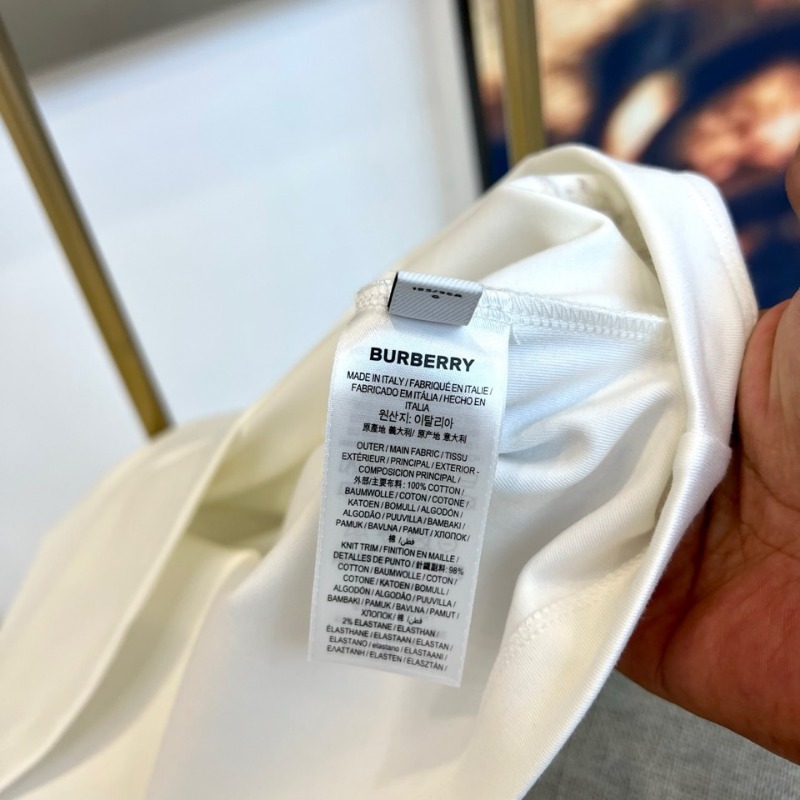 BURBERRY
MADE IN ITALY / FABRIQUÉ EN ITALIE /
FABRICADO EM ITÁLIA / HECHO EN
ITALIA
원산지: 이탈리아
原產地 義大利 / 原产地 意大利
OUTER / MAIN FABRIC / TISSU
EXTÉRIEUR / PRINCIPAL / EXTERIOR -
COMPOSICIÓN PRINCIPAL /
外部/主要布料: 100% COTTON /
BAUMWOLLE / COTON / COTONE /
KATOEN / BOMULL / ALGODÓN /
ALGODÃO / PUUVILLA / BAMBAKI /
PAMUK / BAVLNA / PAMUT / ХЛОПОК /
棉 / قطن /
KNIT TRIM / FINITION EN MAILLE /
DETALLES DE PUNTO / 針織副料: 98%
COTTON / BAUMWOLLE / COTON /
COTONE / KATOEN / BOMULL /
ALGODÓN / ALGODÃO / PUUVILLA /
BAMBAKI / PAMUK / BAVLNA / PAMUT /
ХЛОПОК / 棉 / قطن /
2% ELASTANE / ELASTHAN /
ÉLASTHANNE / ELASTAAN / ELASTAN /
ELASTANO / elastano / ELASTAANI /
ΕΛΑΣΤΑΝΗ / ELASTEN / ELASZTÁN /